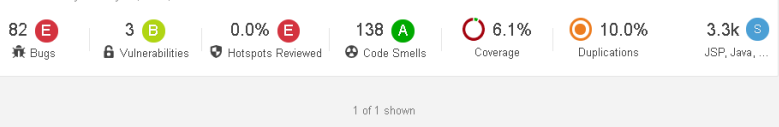 82 E 3 B 0.0% E 138 A 6.1% 10.0% 3.3k S
Bugs Vulnerabilities Hotspots Reviewed Code Smells Coverage Duplications JSP, Java, ...
1 of 1 shown